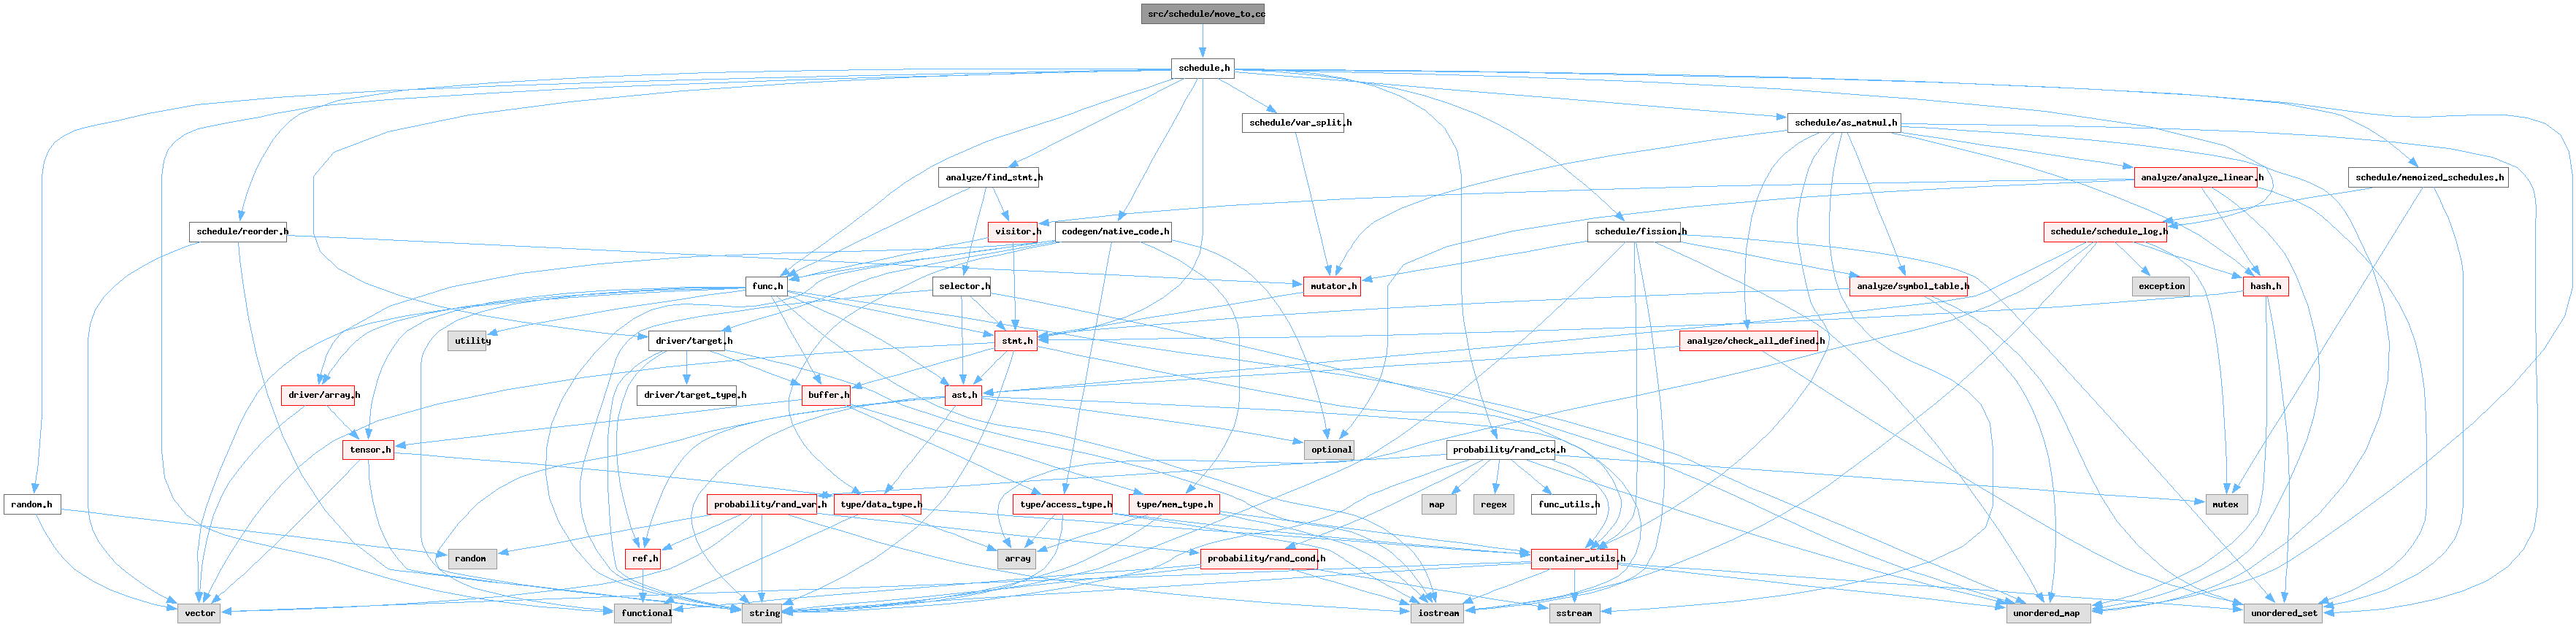 src/schedule/move_to.cc
schedule.h
schedule/var_split.h
schedule/as_matmul.h
analyze/find_stmt.h
analyze/analyze_linear.h
schedule/memoized_schedules.h
schedule/reorder.h
visitor.h
codegen/native_code.h
schedule/fission.h
schedule/schedule_log.h
func.h
selector.h
mutator.h
analyze/symbol_table.h
exception
hash.h
utility
driver/target.h
stmt.h
analyze/check_all_defined.h
driver/array.h
driver/target_type.h
buffer.h
ast.h
tensor.h
optional
probability/rand_ctx.h
random.h
probability/rand_var.h
type/data_type.h
type/access_type.h
type/mem_type.h
map
regex
func_utils.h
mutex
random
ref.h
array
probability/rand_cond.h
container_utils.h
vector
functional
string
iostream
sstream
unordered_map
unordered_set